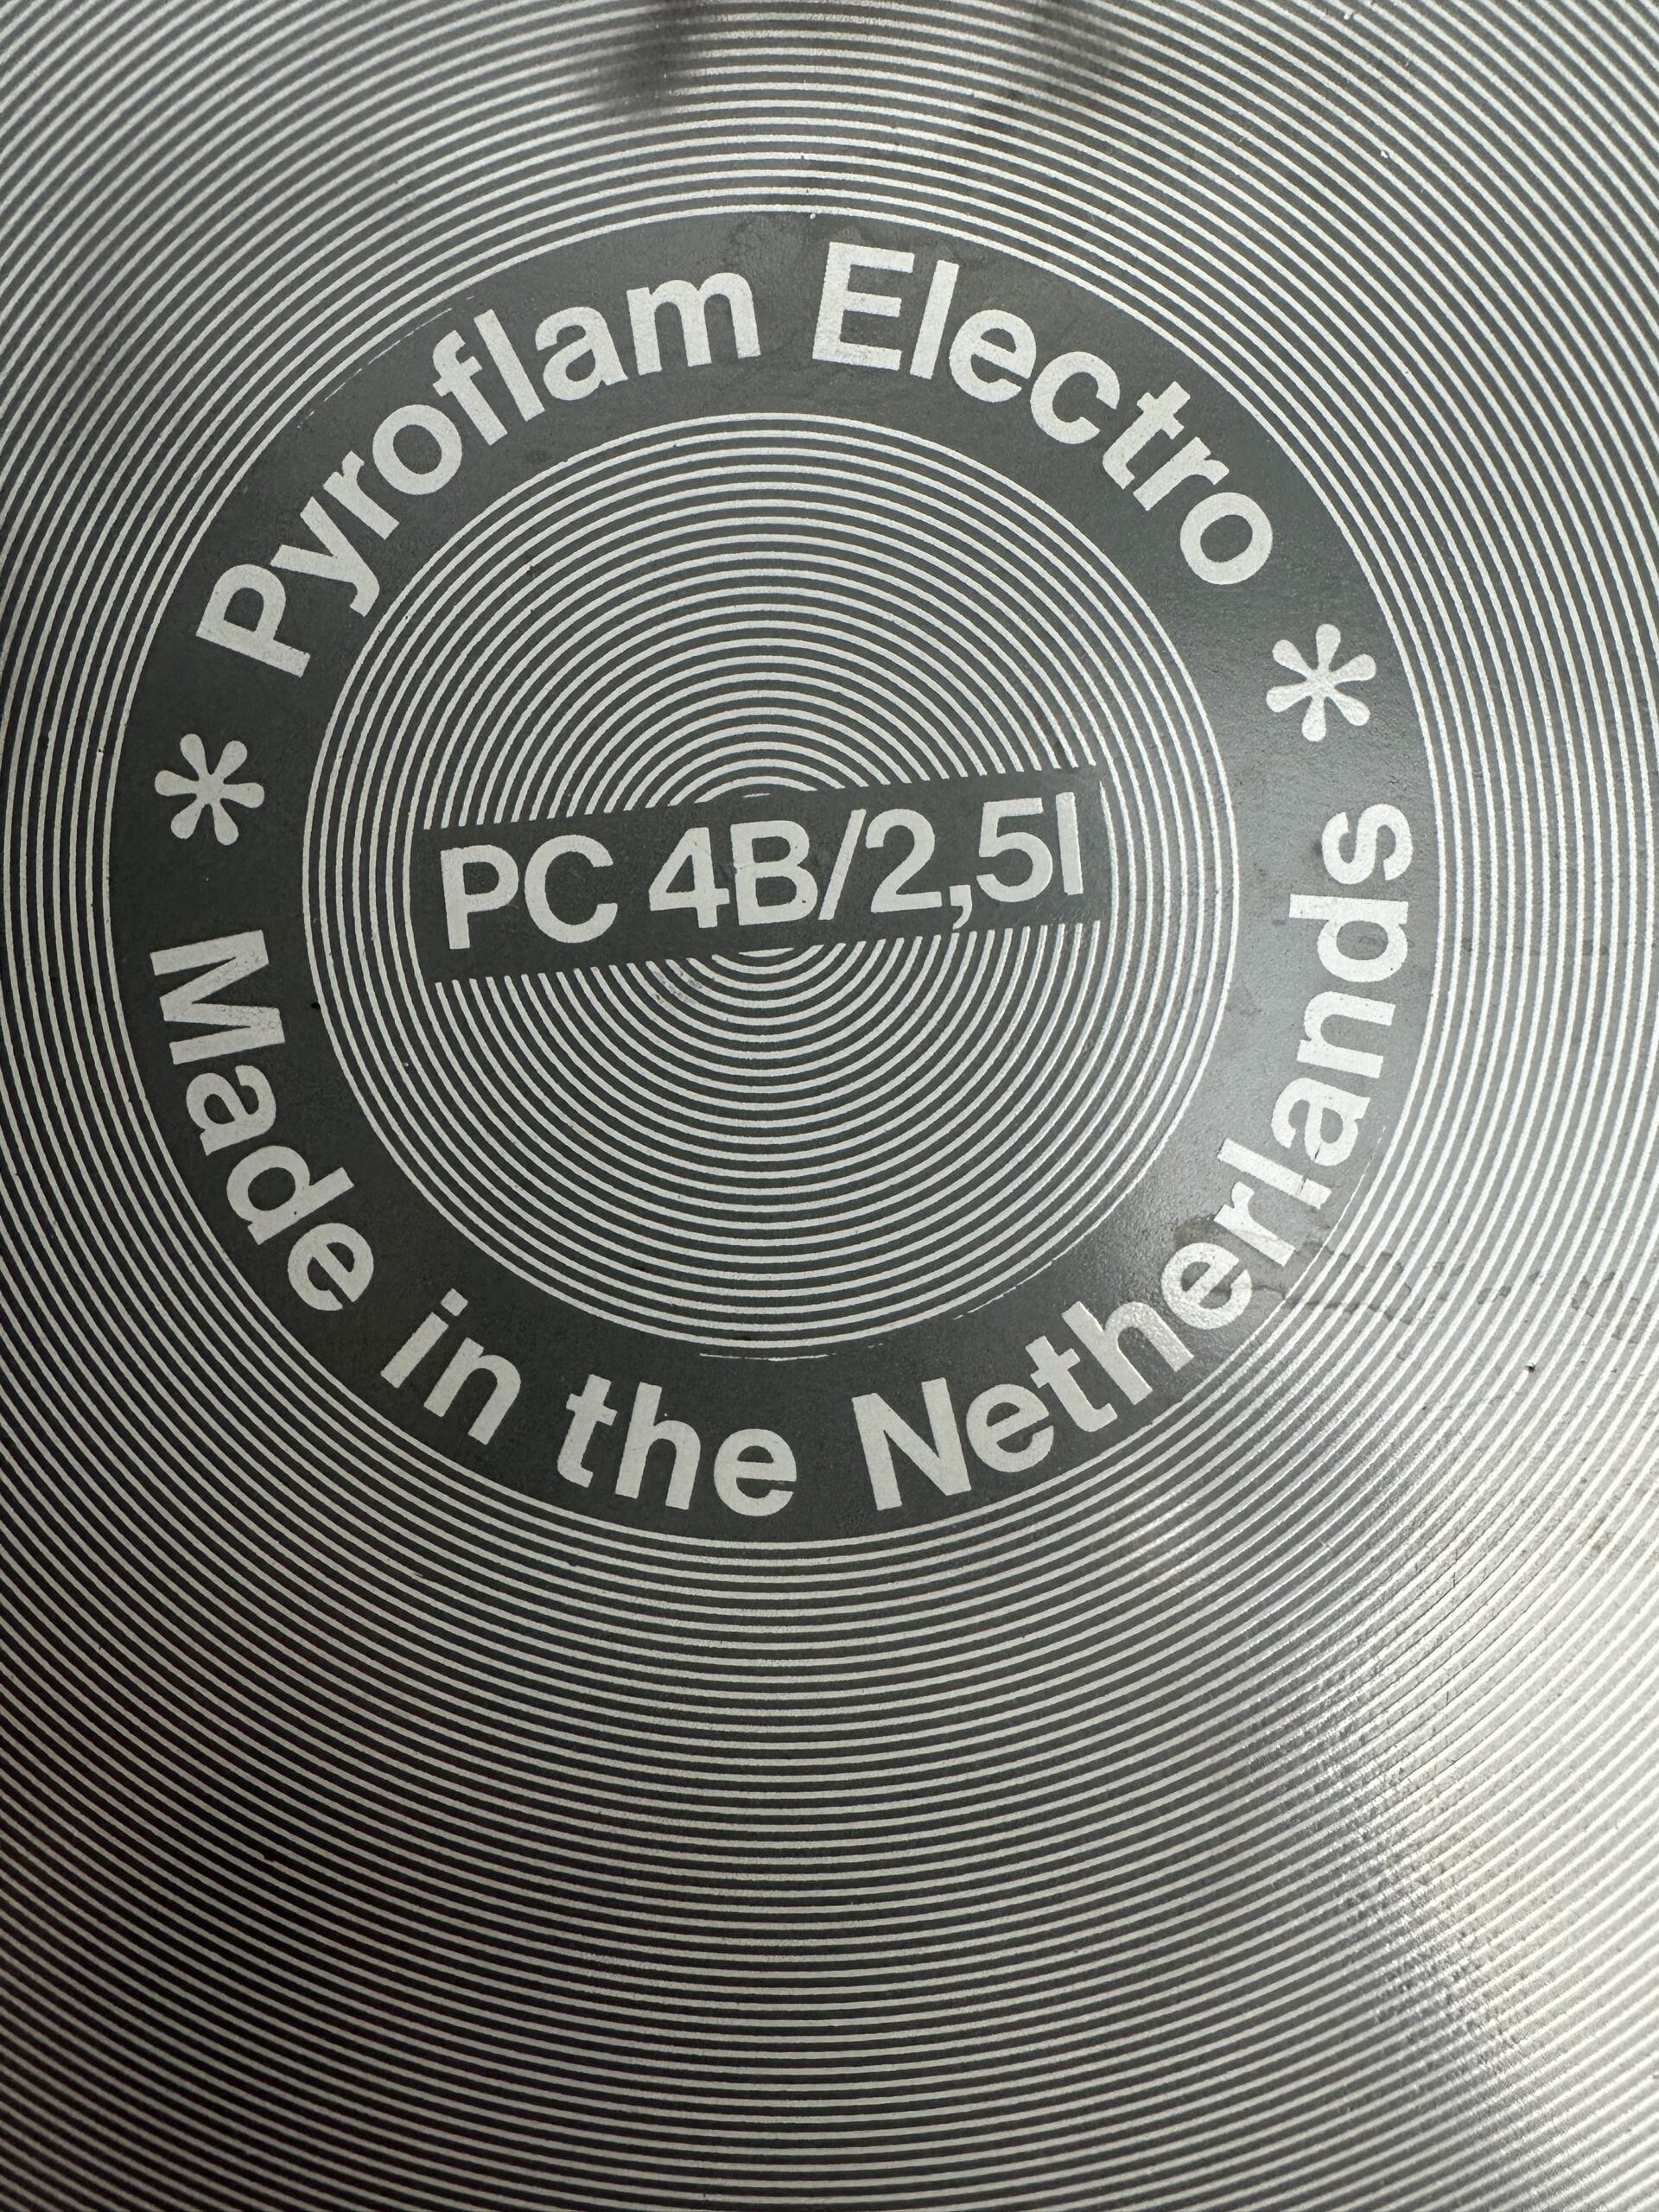 * Pyroflam Electro *
PC 4B/2,5l
Made in the Netherlands